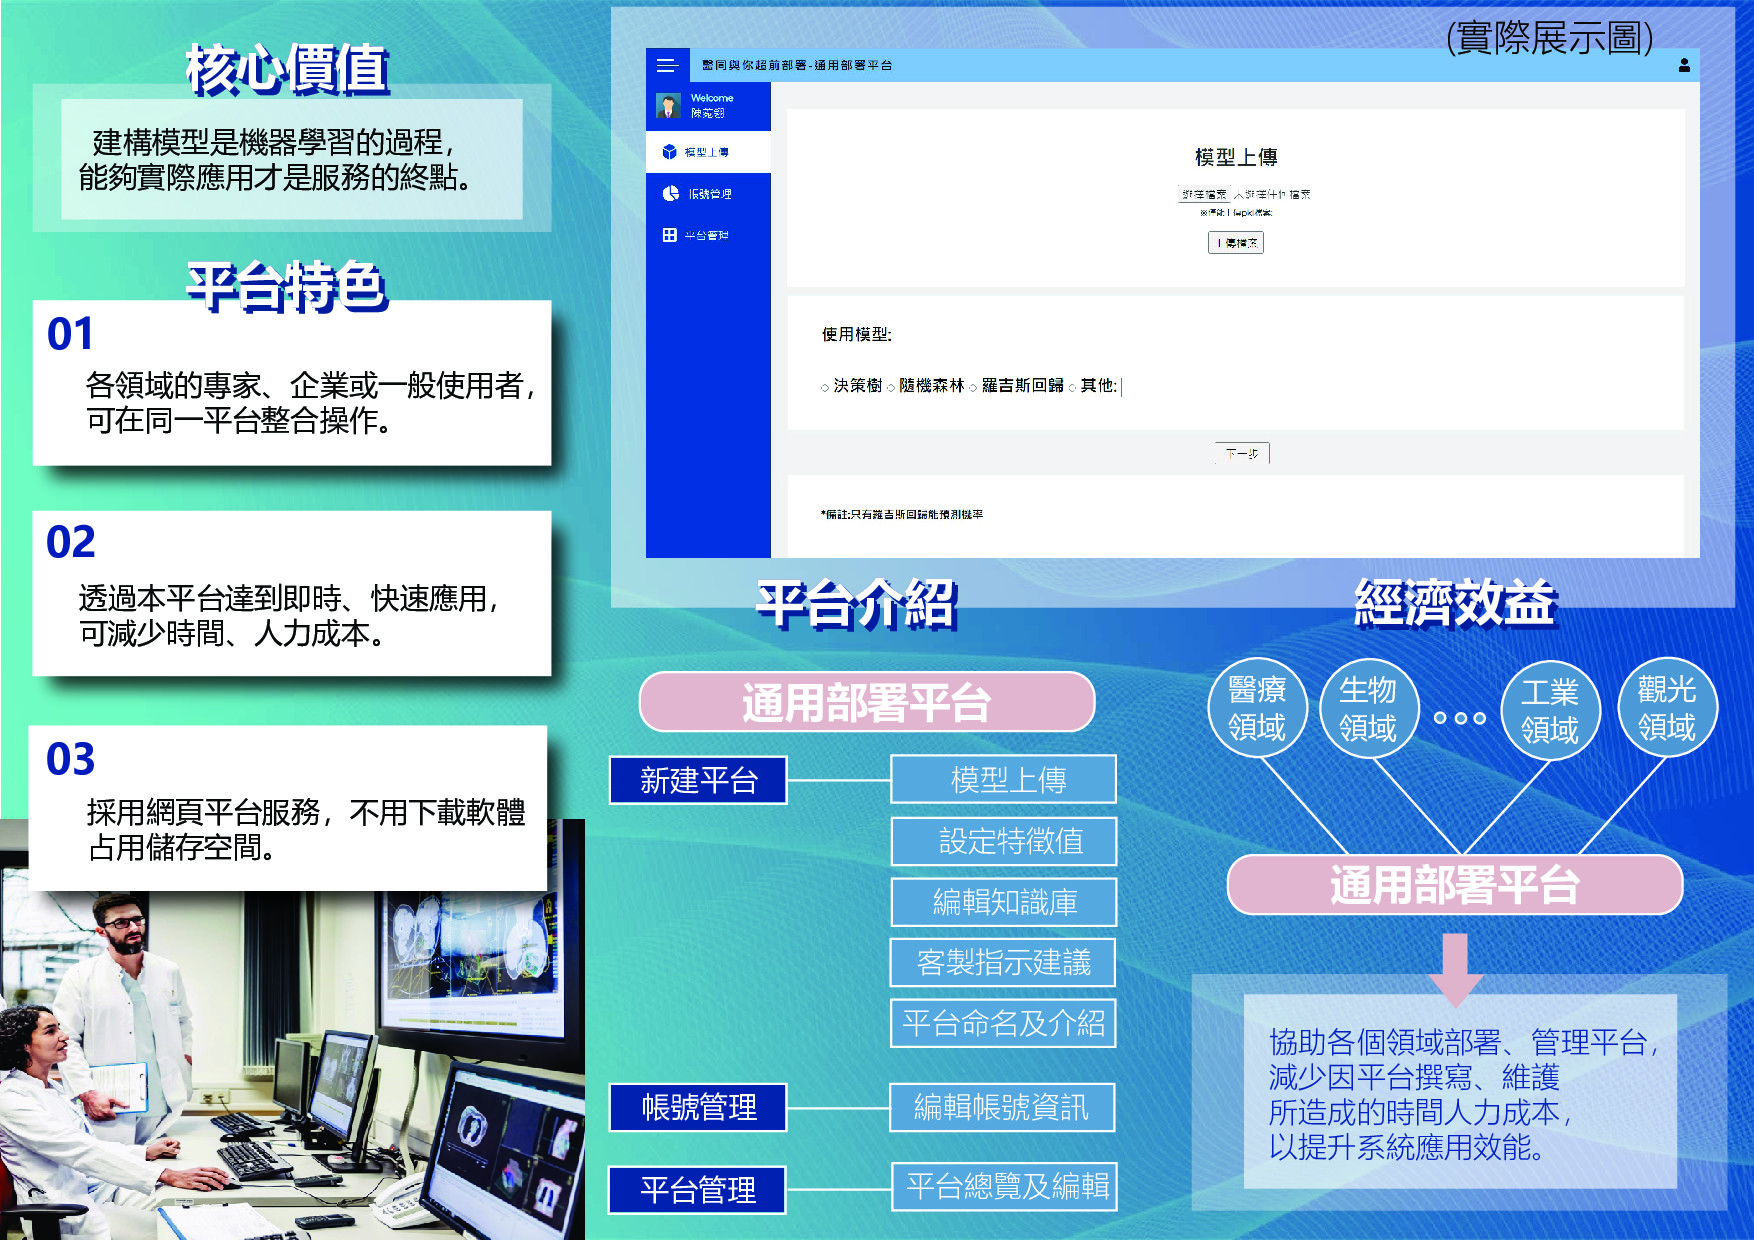 核心價值
建構模型是機器學習的過程，
能夠實際應用才是服務的終點。
平台特色
01
各領域的專家、企業或一般使用者，
可在同一平台整合操作。
02
透過本平台達到即時、快速應用，
可減少時間、人力成本。
03
採用網頁平台服務，不用下載軟體
占用儲存空間。
(實際展示圖)
醫同與你超前部署-通用部署平台
Welcome
模型上傳
帳號管理
平台管理
模型上傳
選擇檔案 未選擇任何檔案
※僅能上傳pkl檔案
上傳檔案
使用模型:
決策樹 隨機森林 羅吉斯回歸 其他:
下一步
*備註:只有羅吉斯回歸能預測機率
平台介紹
通用部署平台
新建平台
模型上傳
設定特徵值
編輯知識庫
客製指示建議
平台命名及介紹
帳號管理
編輯帳號資訊
平台管理
平台總覽及編輯
經濟效益
醫療
領域
生物
領域
工業
領域
觀光
領域
通用部署平台
協助各個領域部署、管理平台，
減少因平台撰寫、維護
所造成的時間人力成本，
以提升系統應用效能。